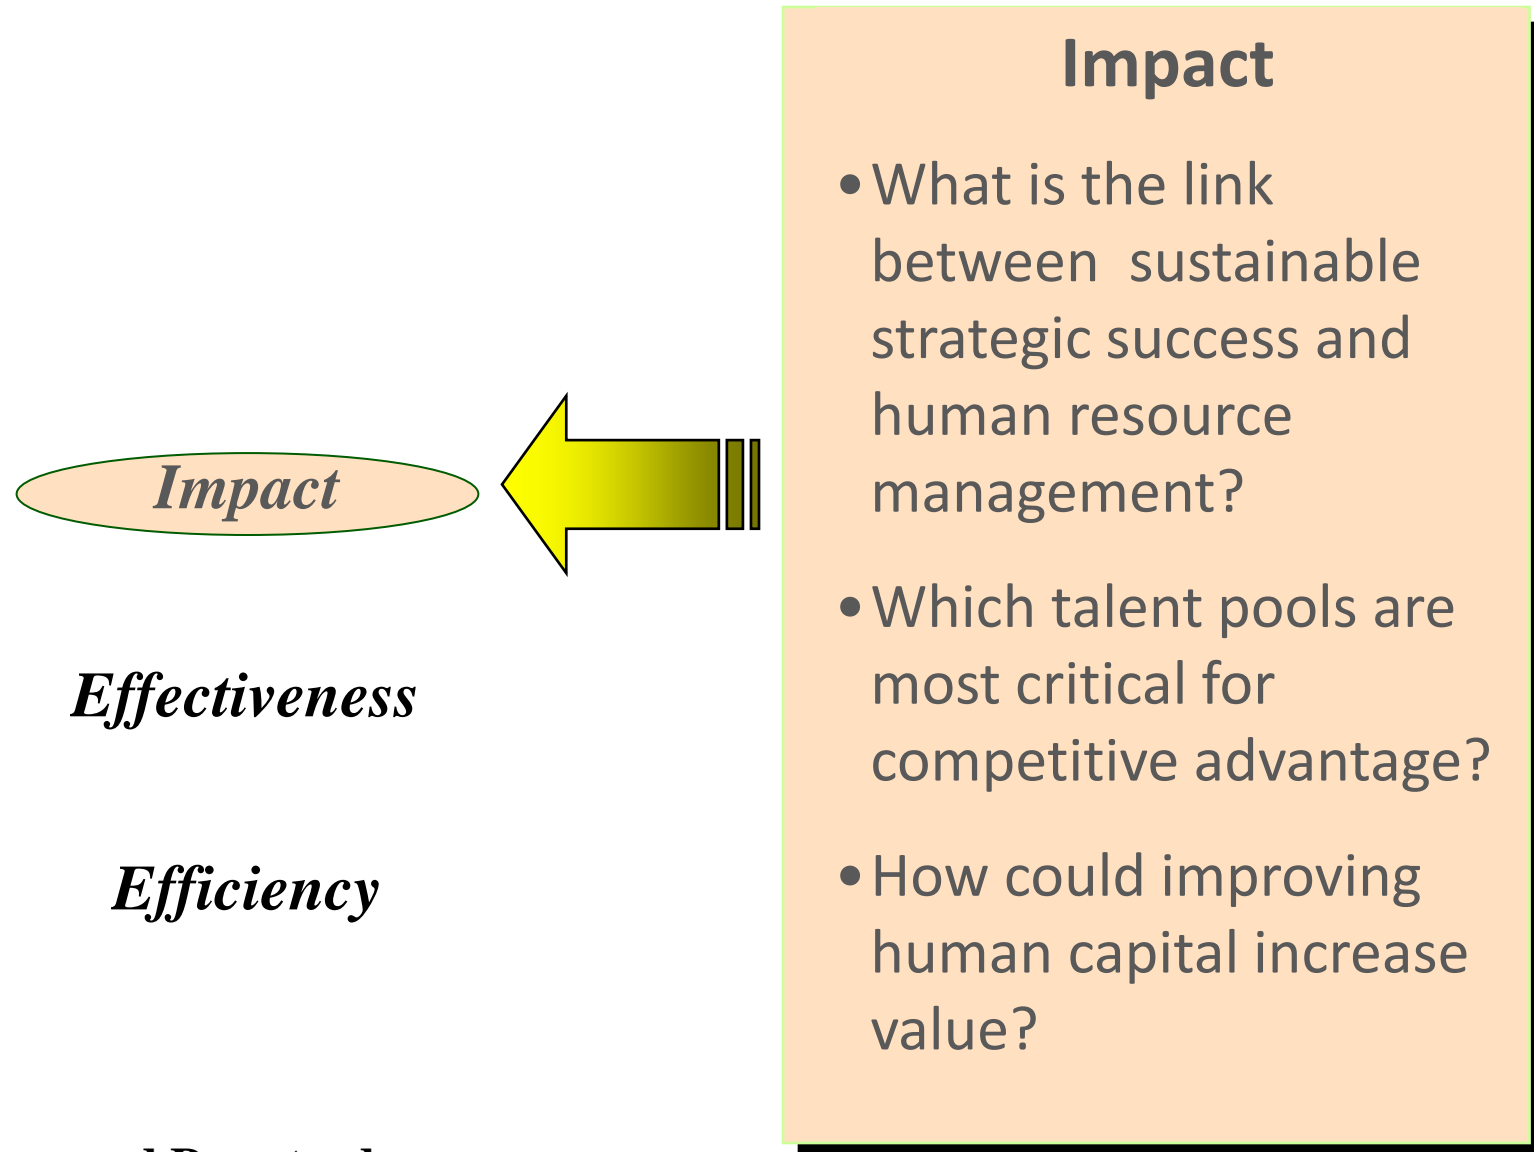 Impact
Effectiveness
Efficiency
Impact
•What is the link
between  sustainable
strategic success and
human resource
management?
•Which talent pools are
most critical for
competitive advantage?
•How could improving
human capital increase
value?